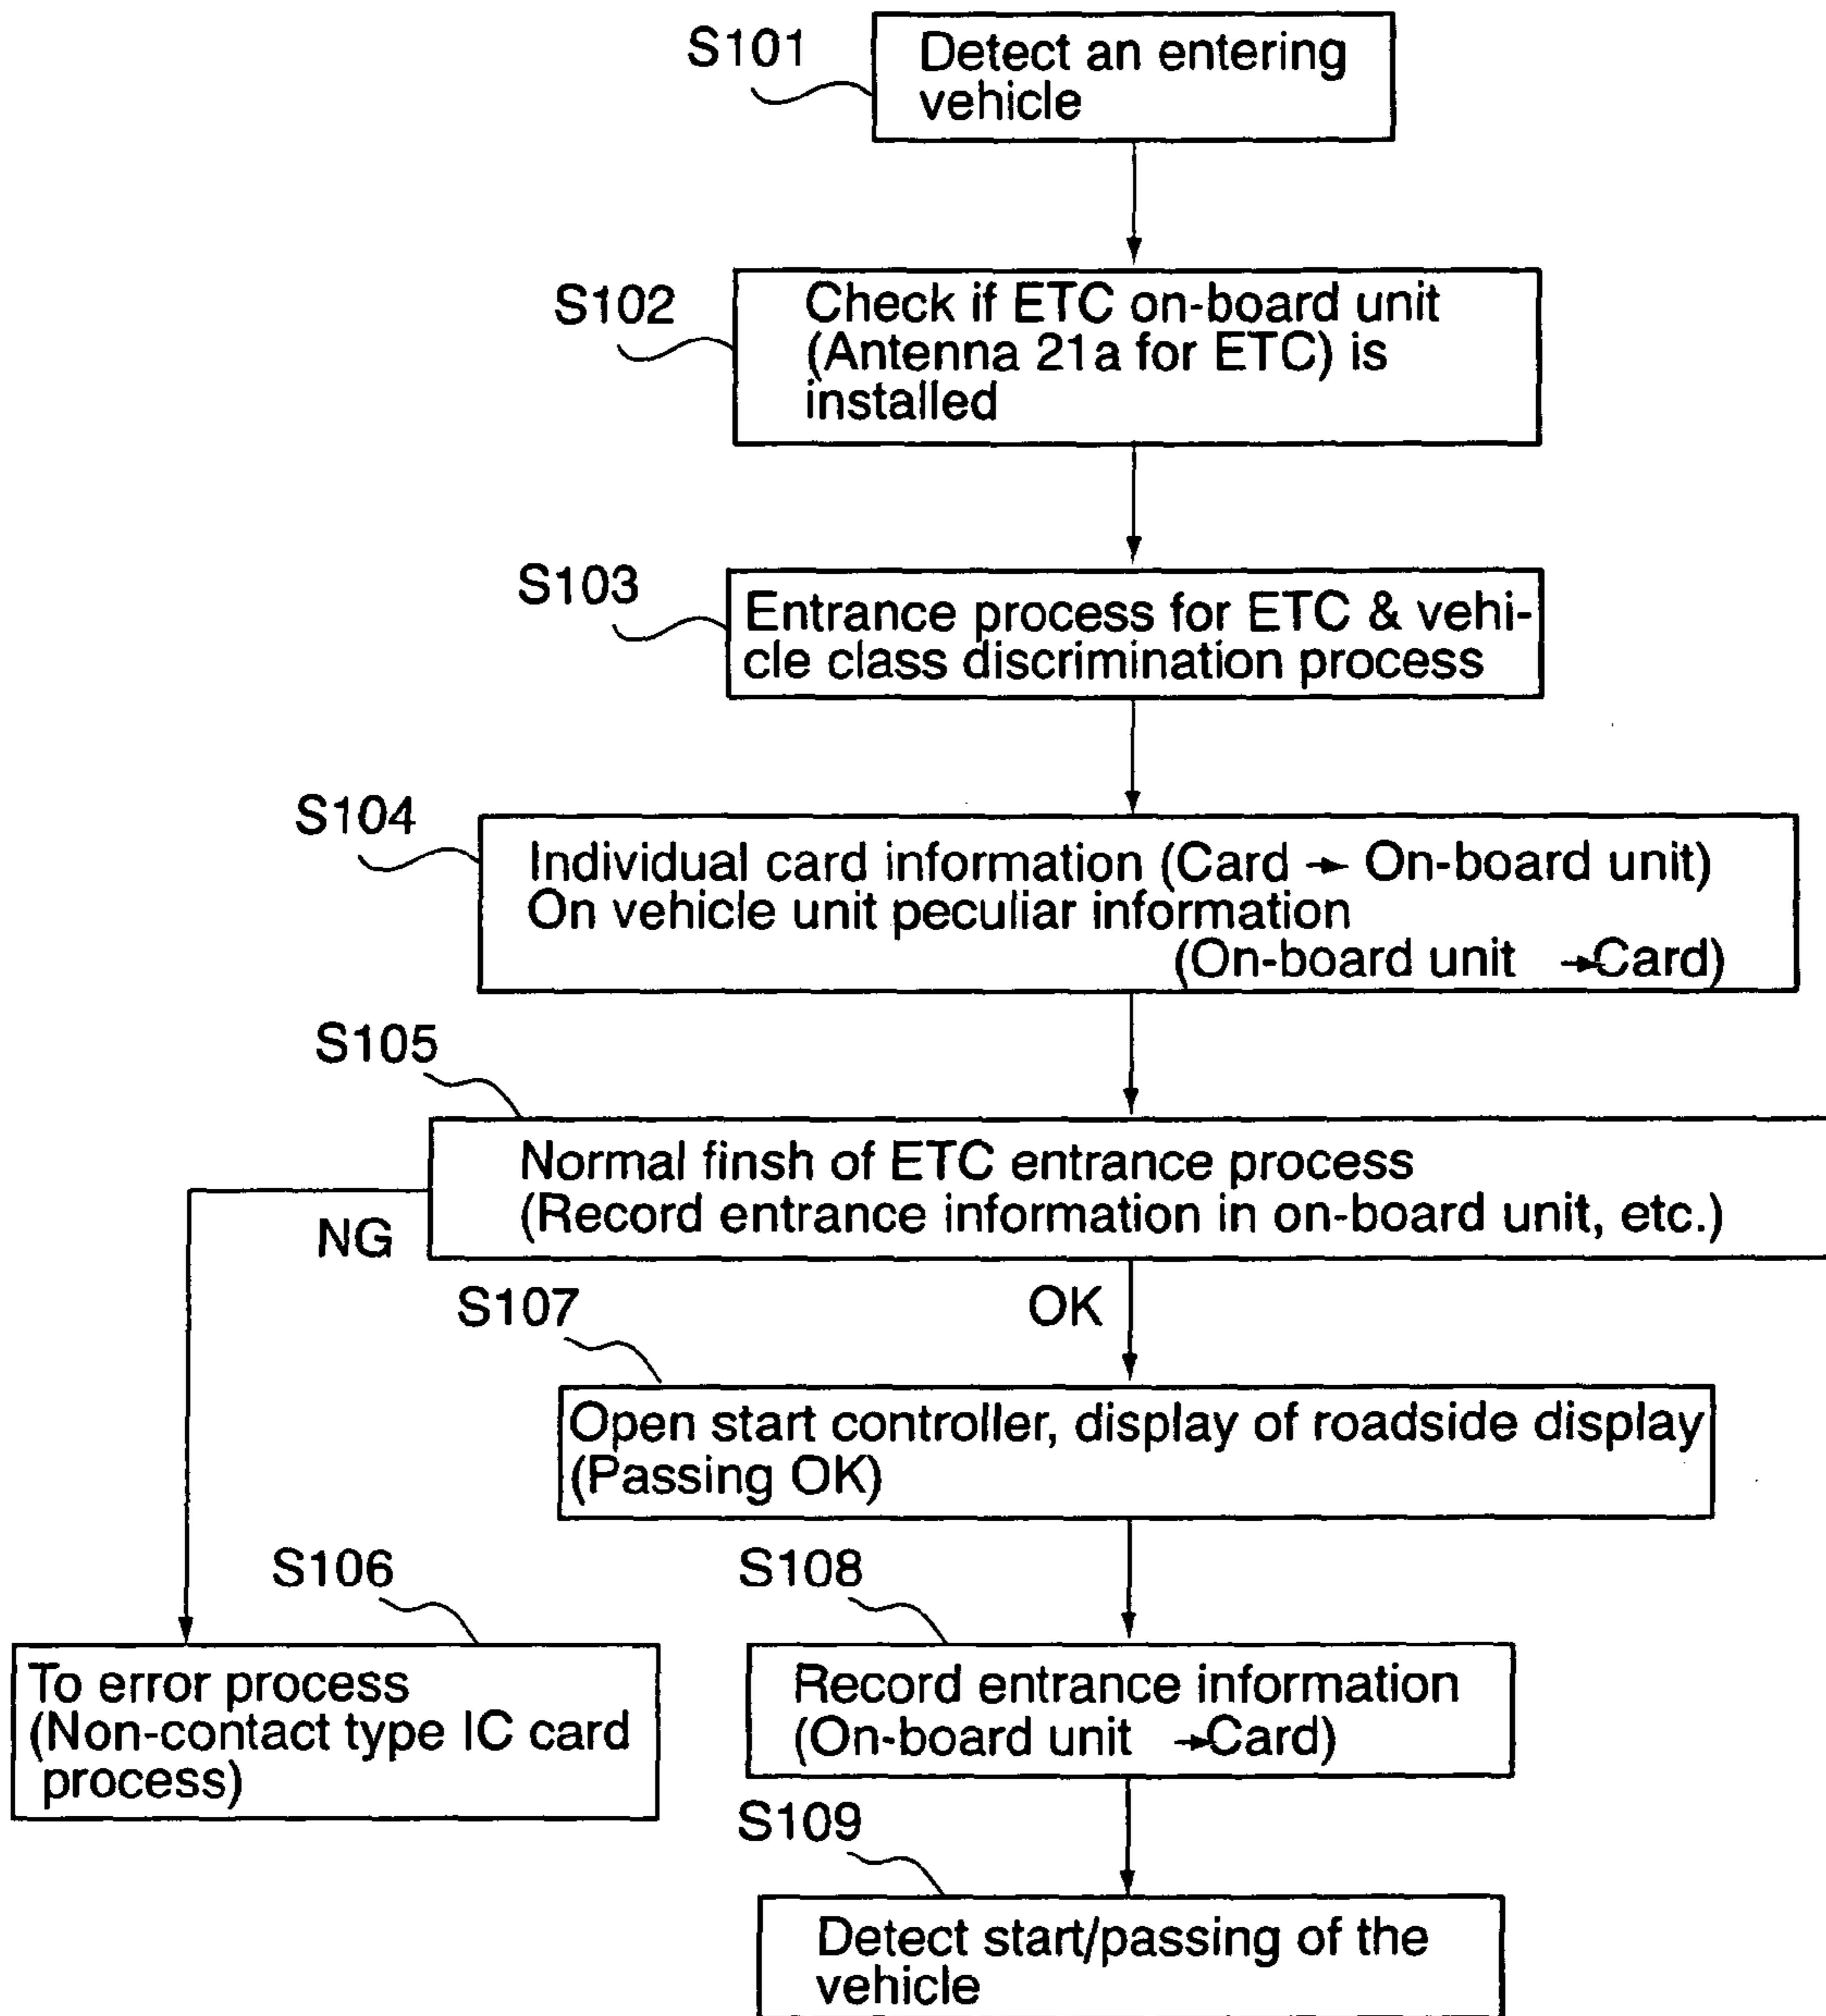 S101
Detect an entering
vehicle
S102
Check if ETC on-board unit
(Antenna 21a for ETC) is
installed
S103
Entrance process for ETC & vehi-
cle class discrimination process
S104
Individual card information (Card → On-board unit)
On vehicle unit peculiar information
(On-board unit →Card)
S105
Normal finsh of ETC entrance process
(Record entrance information in on-board unit, etc.)
NG
OK
S107
Open start controller, display of roadside display
(Passing OK)
S106
To error process
(Non-contact type IC card
process)
S108
Record entrance information
(On-board unit →Card)
S109
Detect start/passing of the
vehicle